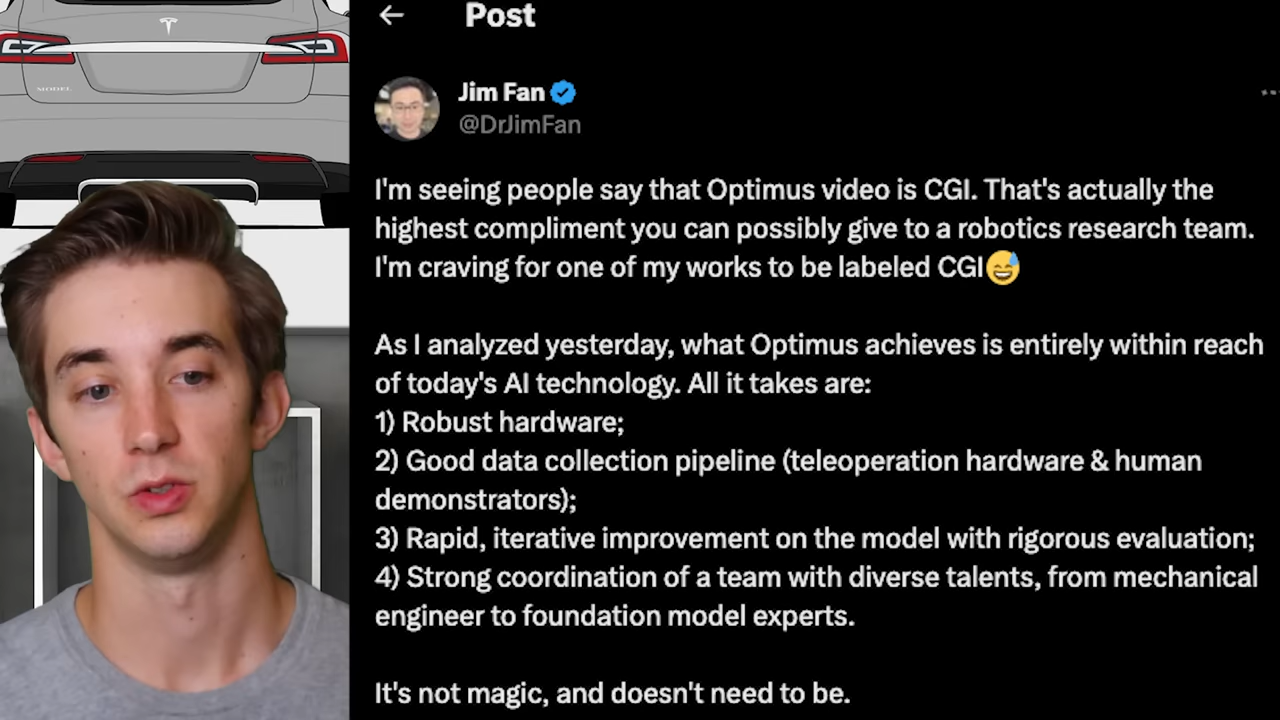 Post
MODEL
Jim Fan
@DrJimFan
I'm seeing people say that Optimus video is CGI. That's actually the
highest compliment you can possibly give to a robotics research team.
I'm craving for one of my works to be labeled CGI😅
As I analyzed yesterday, what Optimus achieves is entirely within reach
of today's AI technology. All it takes are:
1) Robust hardware;
2) Good data collection pipeline (teleoperation hardware & human
demonstrators);
3) Rapid, iterative improvement on the model with rigorous evaluation;
4) Strong coordination of a team with diverse talents, from mechanical
engineer to foundation model experts.
It's not magic, and doesn't need to be.